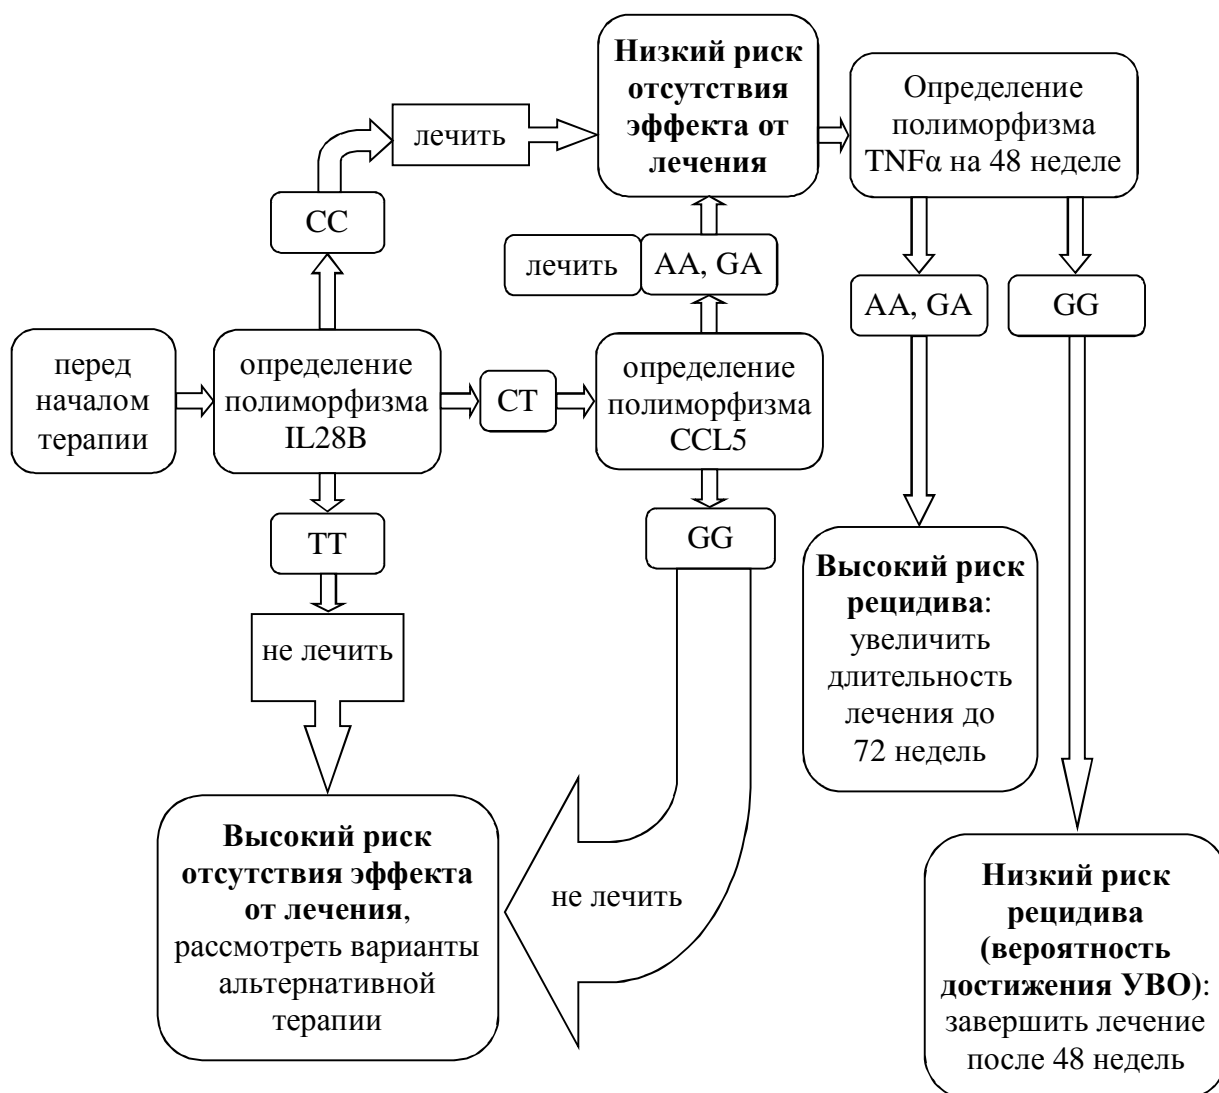 Низкий риск
отсутствия
эффекта от
лечения
Определение
полиморфизма
TNFα на 48 неделе
лечить
CC
лечить
AA, GA
AA, GA
GG
перед
началом
терапии
определение
полиморфизма
IL28B
CT
определение
полиморфизма
CCL5
TT
GG
не лечить
Высокий риск
рецидива:
увеличить
длительность
лечения до
72 недель
Высокий риск
отсутствия эффекта
от лечения,
рассмотреть варианты
альтернативной
терапии
не лечить
Низкий риск
рецидива
(вероятность
достижения УВО):
завершить лечение
после 48 недель